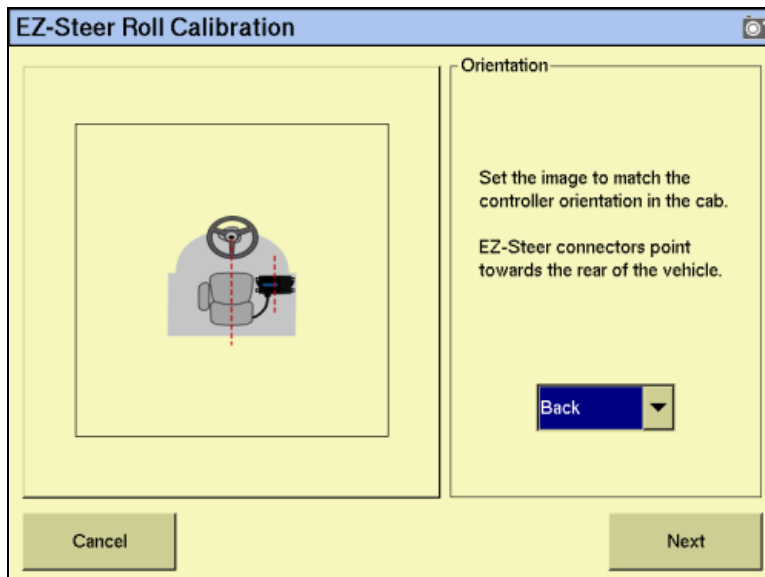 EZ-Steer Roll Calibration
Orientation
Set the image to match the
controller orientation in the cab.
EZ-Steer connectors point
towards the rear of the vehicle.
Back
Cancel
Next